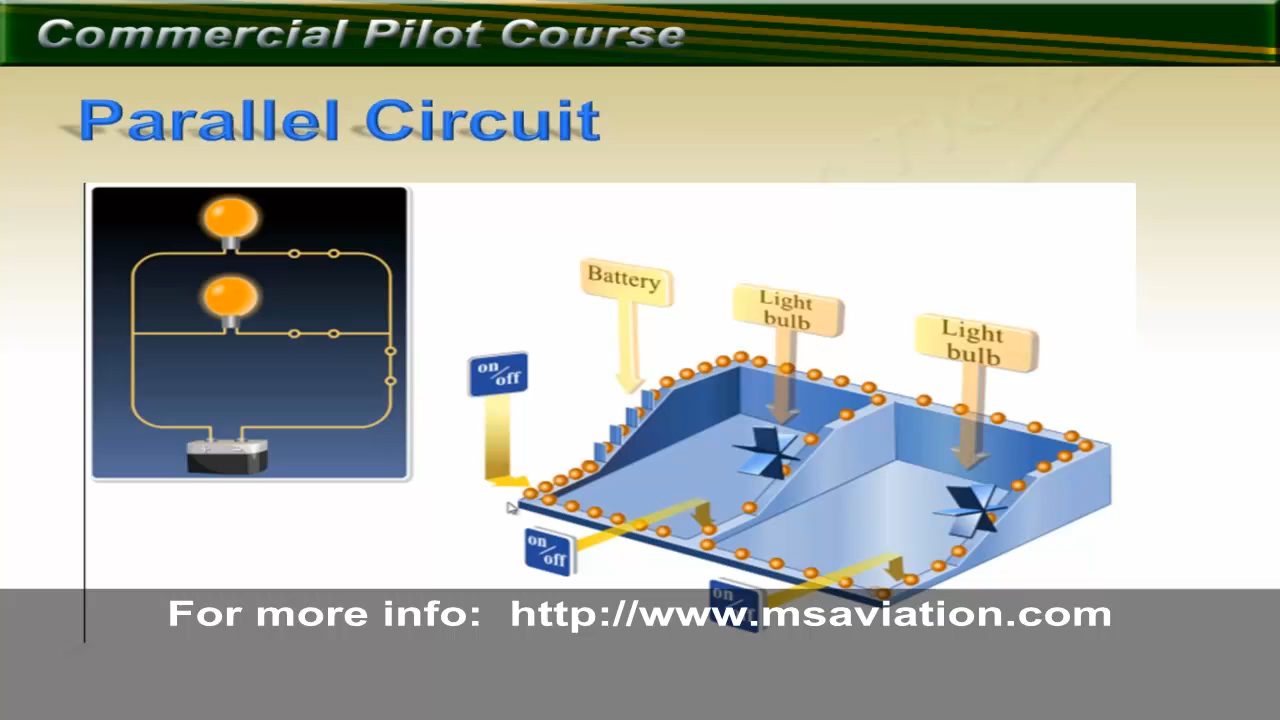 Commercial Pilot Course
Parallel Circuit
Battery
Light
bulb
Light
bulb
on/off
on/off
on/off
For more info: http://www.msaviation.com